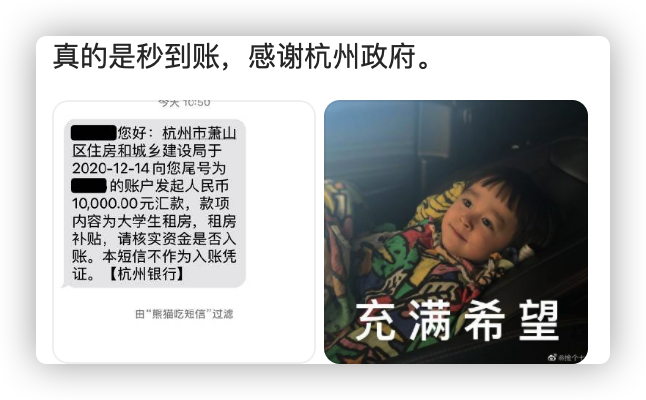 真的是秒到账，感谢杭州政府。
今天 10:50
您好：杭州市萧山
区住房和城乡建设局于
2020-12-14向您尾号为
的账户发起人民币
10,000.00元汇款，款项
内容为大学生租房，租房
补贴，请核实资金是否入
账。本短信不作为入账凭
证。【杭州银行】
由“熊猫吃短信”过滤
充满希望